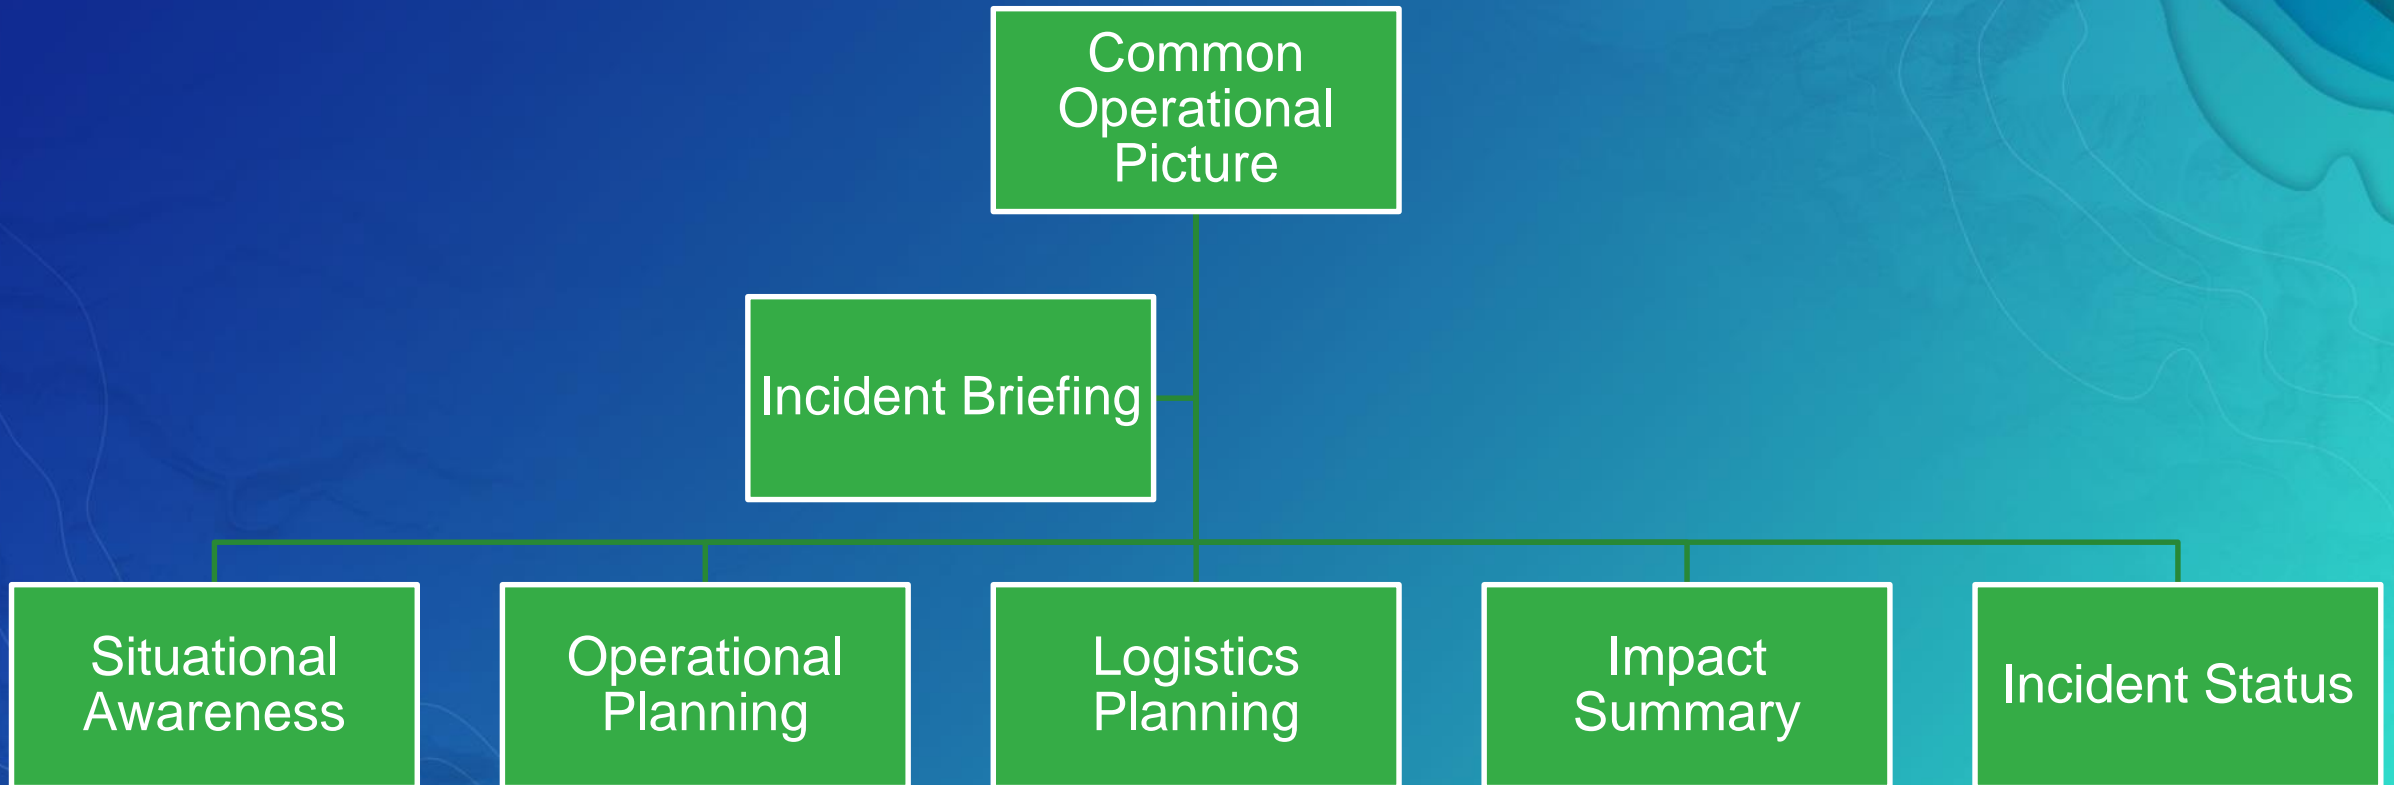 Common
Operational
Picture
Incident Briefing
Situational
Awareness
Operational
Planning
Logistics
Planning
Impact
Summary
Incident Status